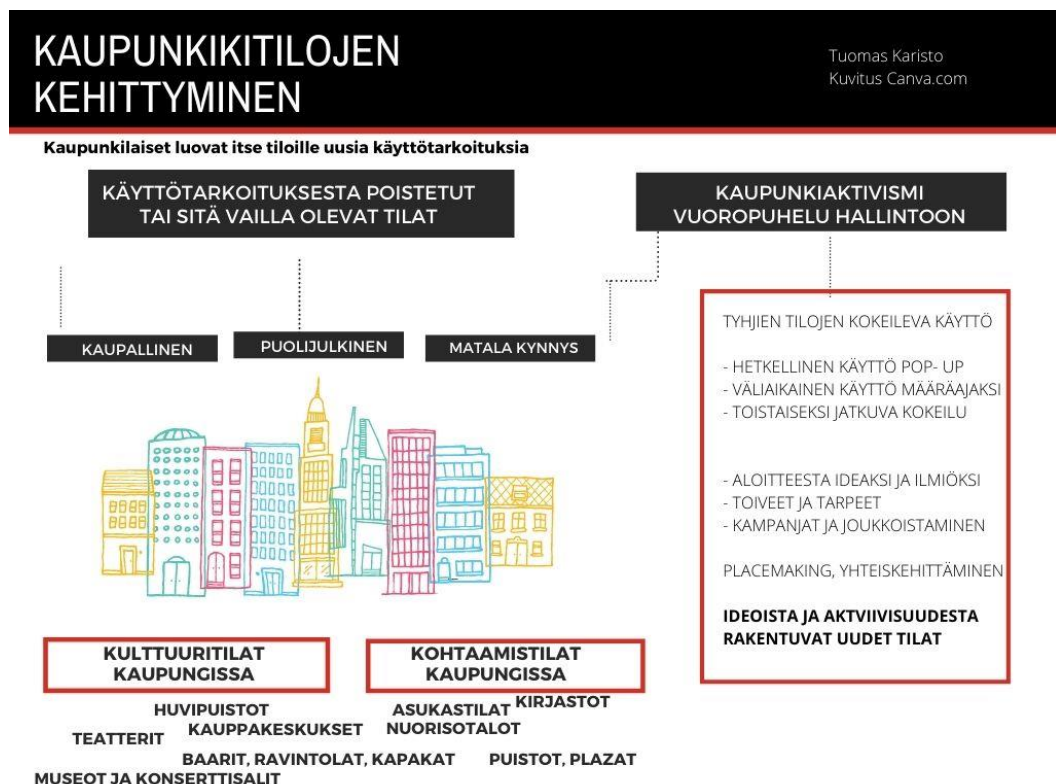 KAUPUNKIKITILOJEN
KEHITTYMINEN
Tuomas Karisto
Kuvitus Canva.com
Kaupunkilaiset luovat itse tiloille uusia käyttötarkoituksia
KÄYTTÖTARKOITUKSESTA POISTETUT
TAI SITÄ VAILLA OLEVAT TILAT
KAUPUNKIAKTIVISMI
VUOROPUHELU HALLINTOON
KAUPALLINEN
PUOLIJULKINEN
MATALA KYNNYS
TYHJIEN TILOJEN KOKEILEVA KÄYTTÖ
- HETKELLINEN KÄYTTÖ POP- UP
- VÄLIAIKAINEN KÄYTTÖ MÄÄRÄAJAKSI
- TOISTAISEKSI JATKUVA KOKEILU
- ALOITTEESTA IDEAKSI JA ILMIÖKSI
- TOIVEET JA TARPEET
- KAMPANJAT JA JOUKKOISTAMINEN
PLACEMAKING, YHTEISKEHITTÄMINEN
IDEOISTA JA AKTVIIVISUUDESTA
RAKENTUVAT UUDET TILAT
KULTTUURITILAT
KAUPUNGISSA
KOHTAAMISTILAT
KAUPUNGISSA
HUVIPUISTOT
ASUKASTILAT
KIRJASTOT
TEATTERIT
KAUPPAKESKUKSET
NUORISOTALOT
BAARIT, RAVINTOLAT, KAPAKAT
PUISTOT, PLAZAT
MUSEOT JA KONSERTTISALIT